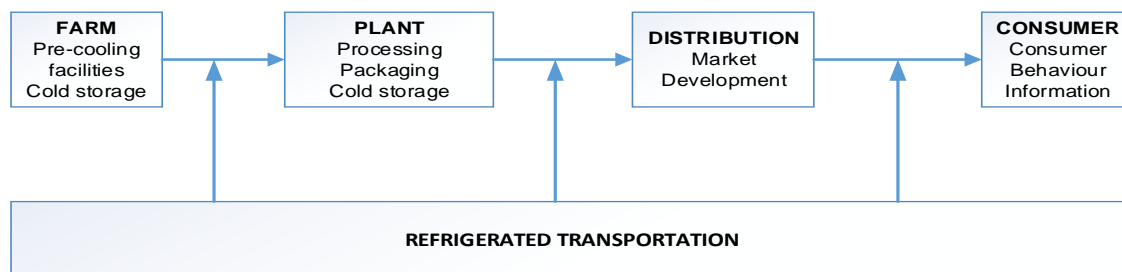 FARM
Pre-cooling
facilities
Cold storage
PLANT
Processing
Packaging
Cold storage
DISTRIBUTION
Market
Development
CONSUMER
Consumer
Behaviour
Information
REFRIGERATED TRANSPORTATION